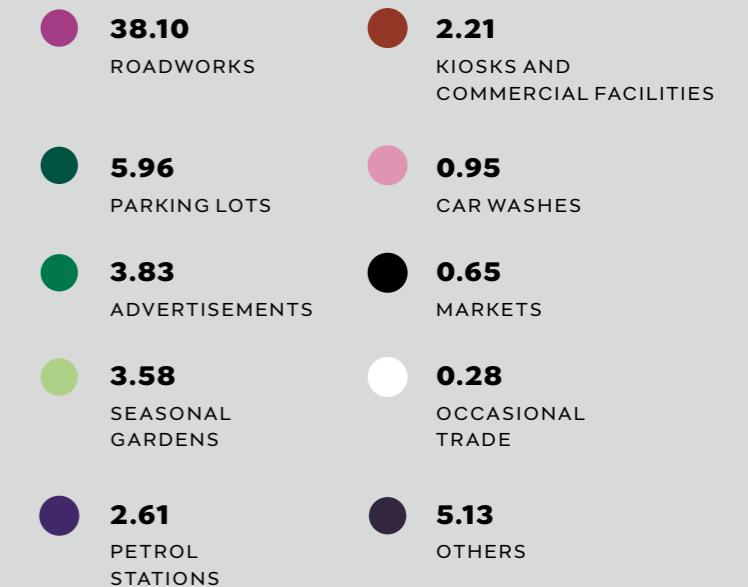 38.10
ROADWORKS
5.96
PARKING LOTS
3.83
ADVERTISEMENTS
3.58
SEASONAL
GARDENS
2.61
PETROL
STATIONS
2.21
KIOSKS AND
COMMERCIAL FACILITIES
0.95
CAR WASHES
0.65
MARKETS
0.28
OCCASIONAL
TRADE
5.13
OTHERS